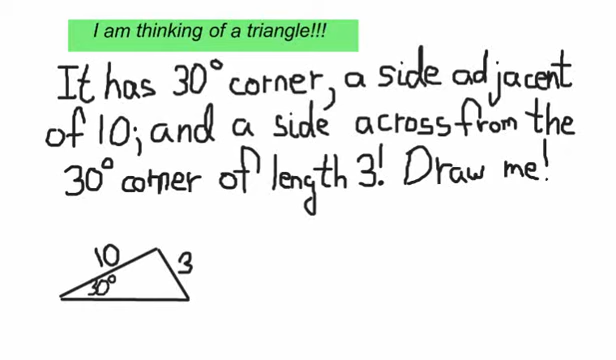 I am thinking of a triangle!!!
It has 30° corner, a side adjacent
of 10; and a side across from the
30° corner of length 3! Draw me!
10
3
30°